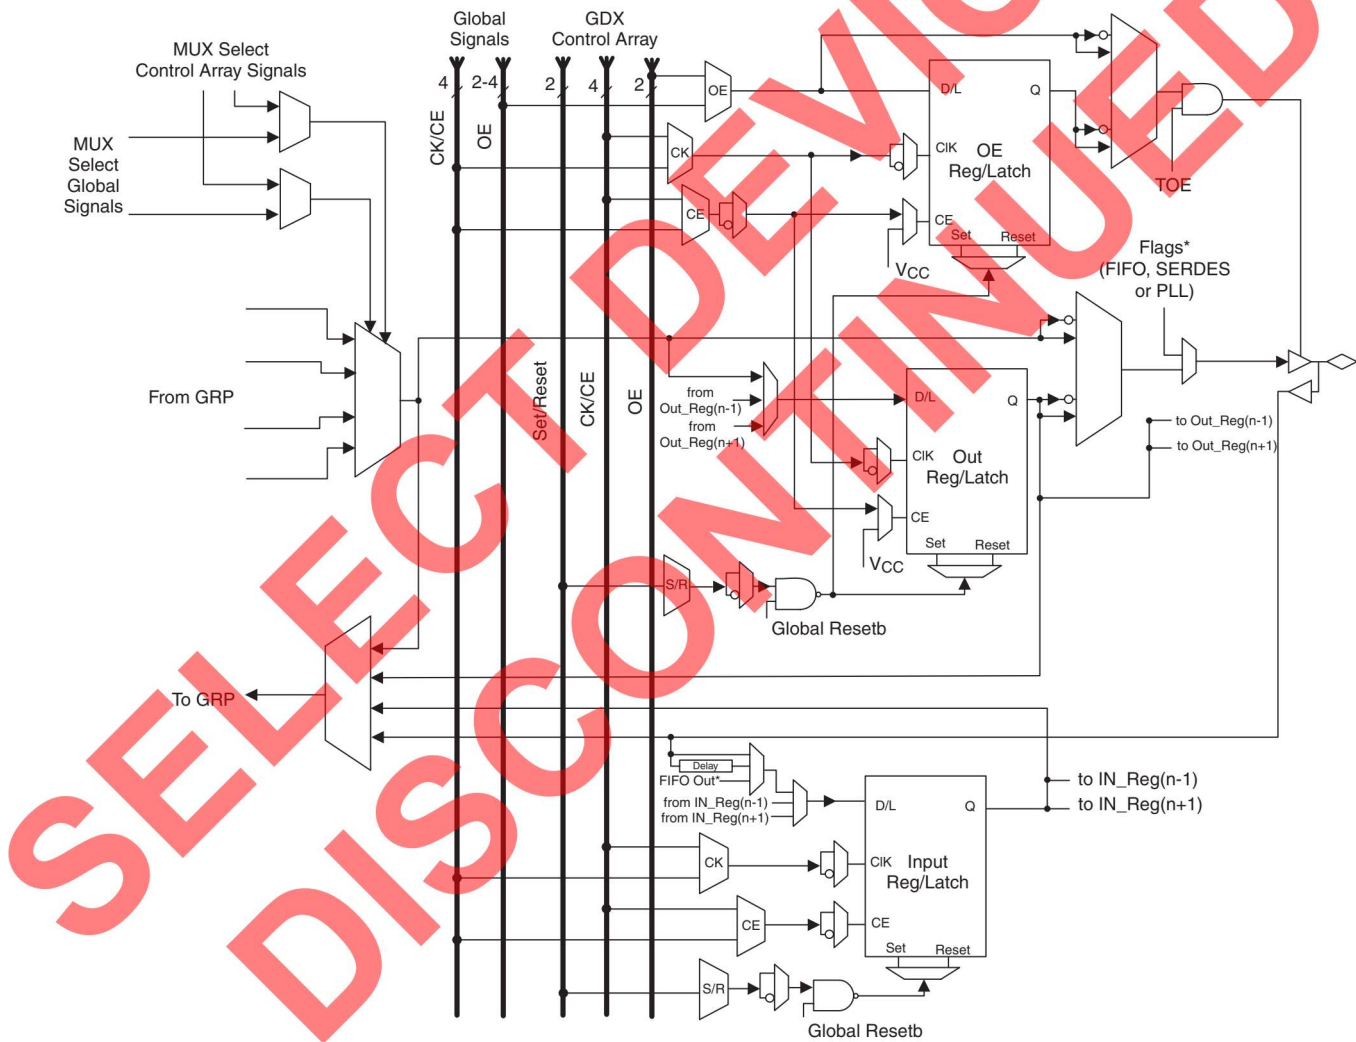 Global
Signals
GDX
Control Array
MUX Select
Control Array Signals
4
2-4
2
4
2
OE
D/L
Q
MUX
Select
Global
Signals
CK/CE
OE
CK
ClK
OE
Reg/Latch
TOE
CE
CE
Set
Reset
VCC
Flags*
(FIFO, SERDES
or PLL)
From GRP
Set/Reset
CK/CE
OE
from
Out_Reg(n-1)
from
Out_Reg(n+1)
D/L
Q
to Out_Reg(n-1)
to Out_Reg(n+1)
ClK
Out
Reg/Latch
CE
Set
Reset
VCC
S/R
Global Resetb
To GRP
Delay
FIFO Out*
from IN_Reg(n-1)
from IN_Reg(n+1)
D/L
Q
to IN_Reg(n-1)
to IN_Reg(n+1)
CK
ClK
Input
Reg/Latch
CE
CE
Set
Reset
S/R
Global Resetb
SELECT DEVIC
DISCONTINUED